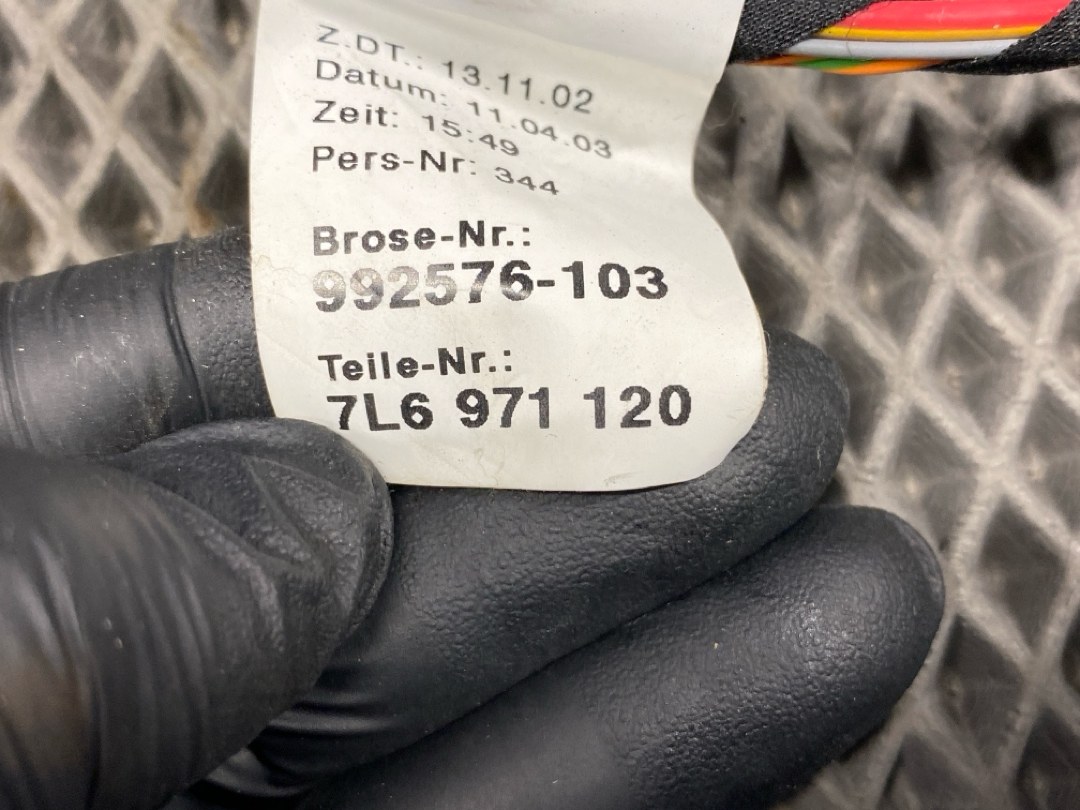 Z.DT.: 13.11.02
Datum: 11.04.03
Zeit: 15:49
Pers-Nr: 344
Brose-Nr.:
992576-103
Teile-Nr.:
7L6 971 120